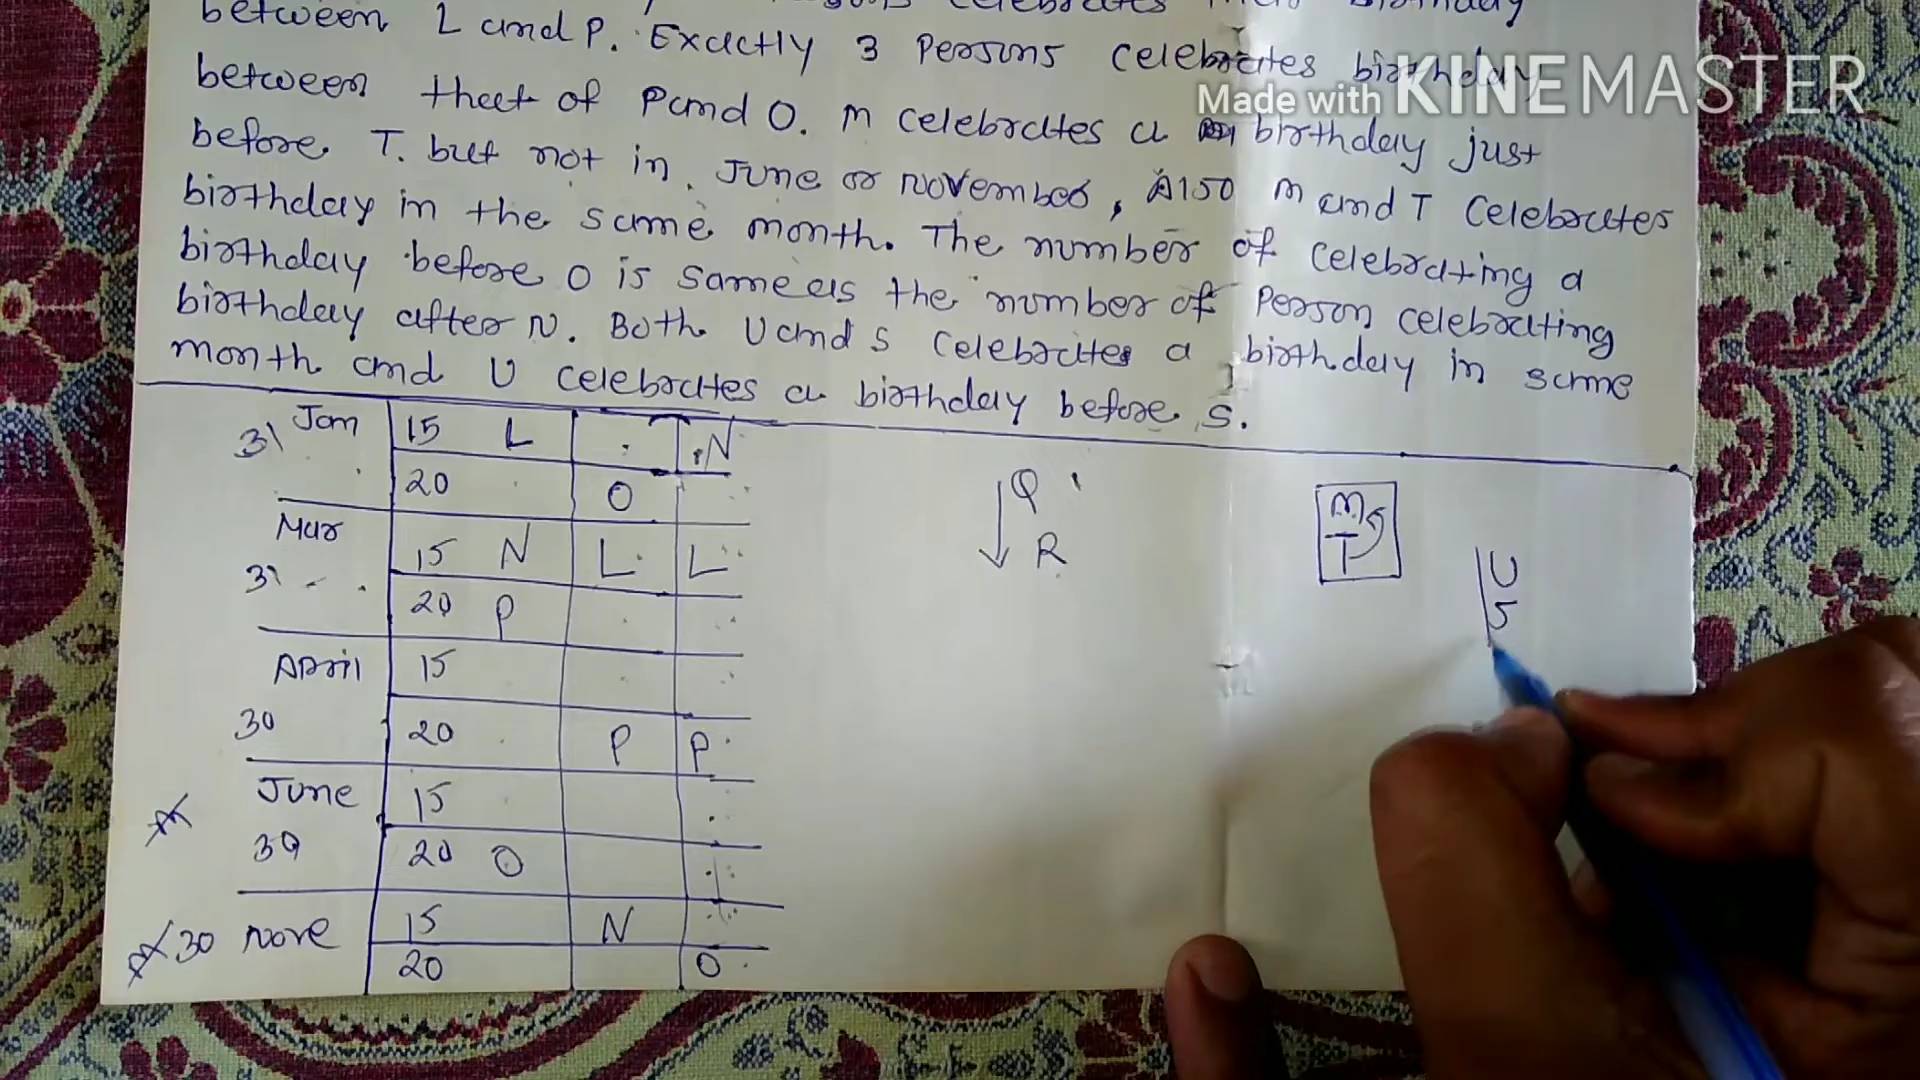 between L and P. Exactly 3 Persons celebrates birthday
between that of P and O. M celebrates a birthday just
before T. but not in June or november, Also M and T celebrates
birthday in the same month. The number of celebrating a
birthday before O is same as the number of Person celebrating
birthday after N. Both U and S celebrates a birthday in same
month and U celebrates a birthday before S.
Made with KINEMASTER
31 Jan 15 L N
20 O
Mar 15 N L L
31 20 P
April 15
30 20 P P
June 15
30 20 O
30 nove 15 N
20 O
Q
R
M
T
U
S